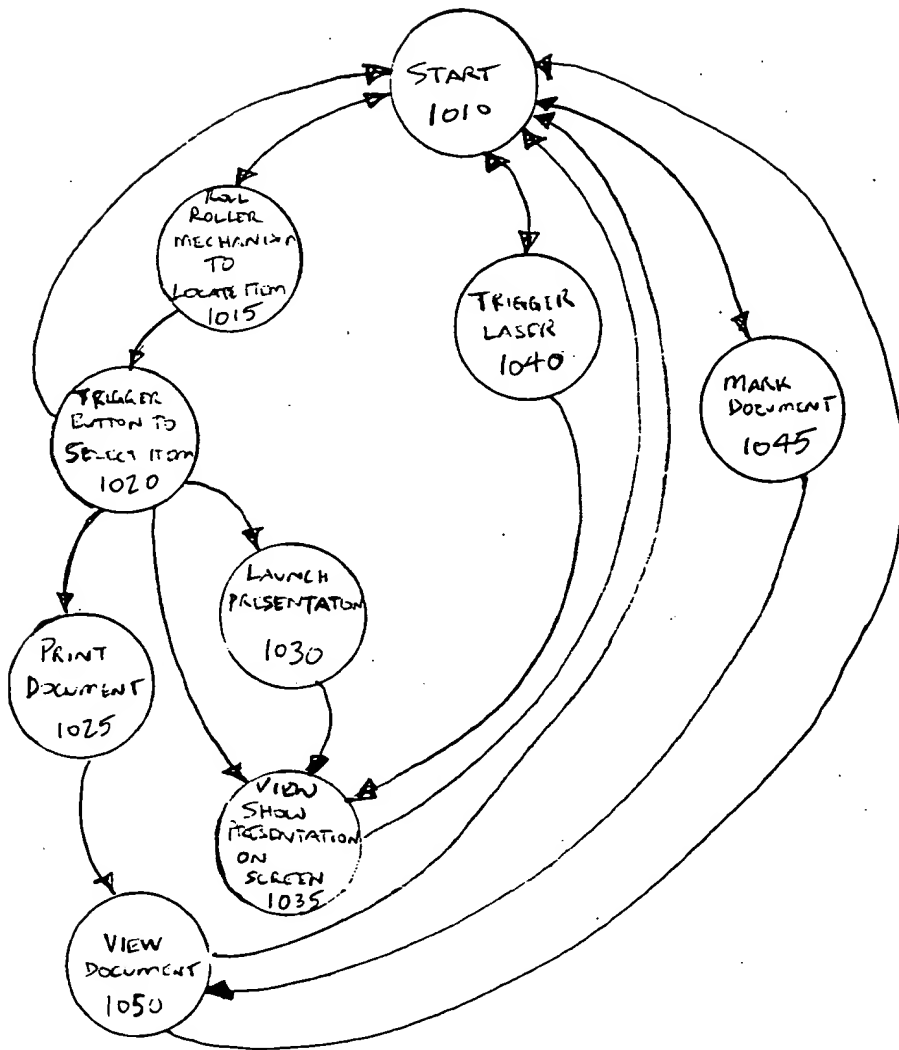 START
1010
ROLL
ROLLER
MECHANISM
TO
LOCATE ITEM
1015
TRIGGER
LASER
1040
MARK
DOCUMENT
1045
TRIGGER
BUTTON TO
SELECT ITEM
1020
LAUNCH
PRESENTATION
1030
PRINT
DOCUMENT
1025
VIEW
SHOW
PRESENTATION
ON
SCREEN
1035
VIEW
DOCUMENT
1050